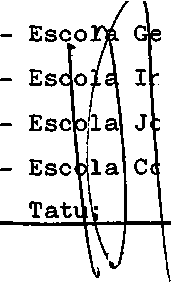 - Escola Ge
- Escola Ir
- Escola Jo
- Escola Co
Tatu;